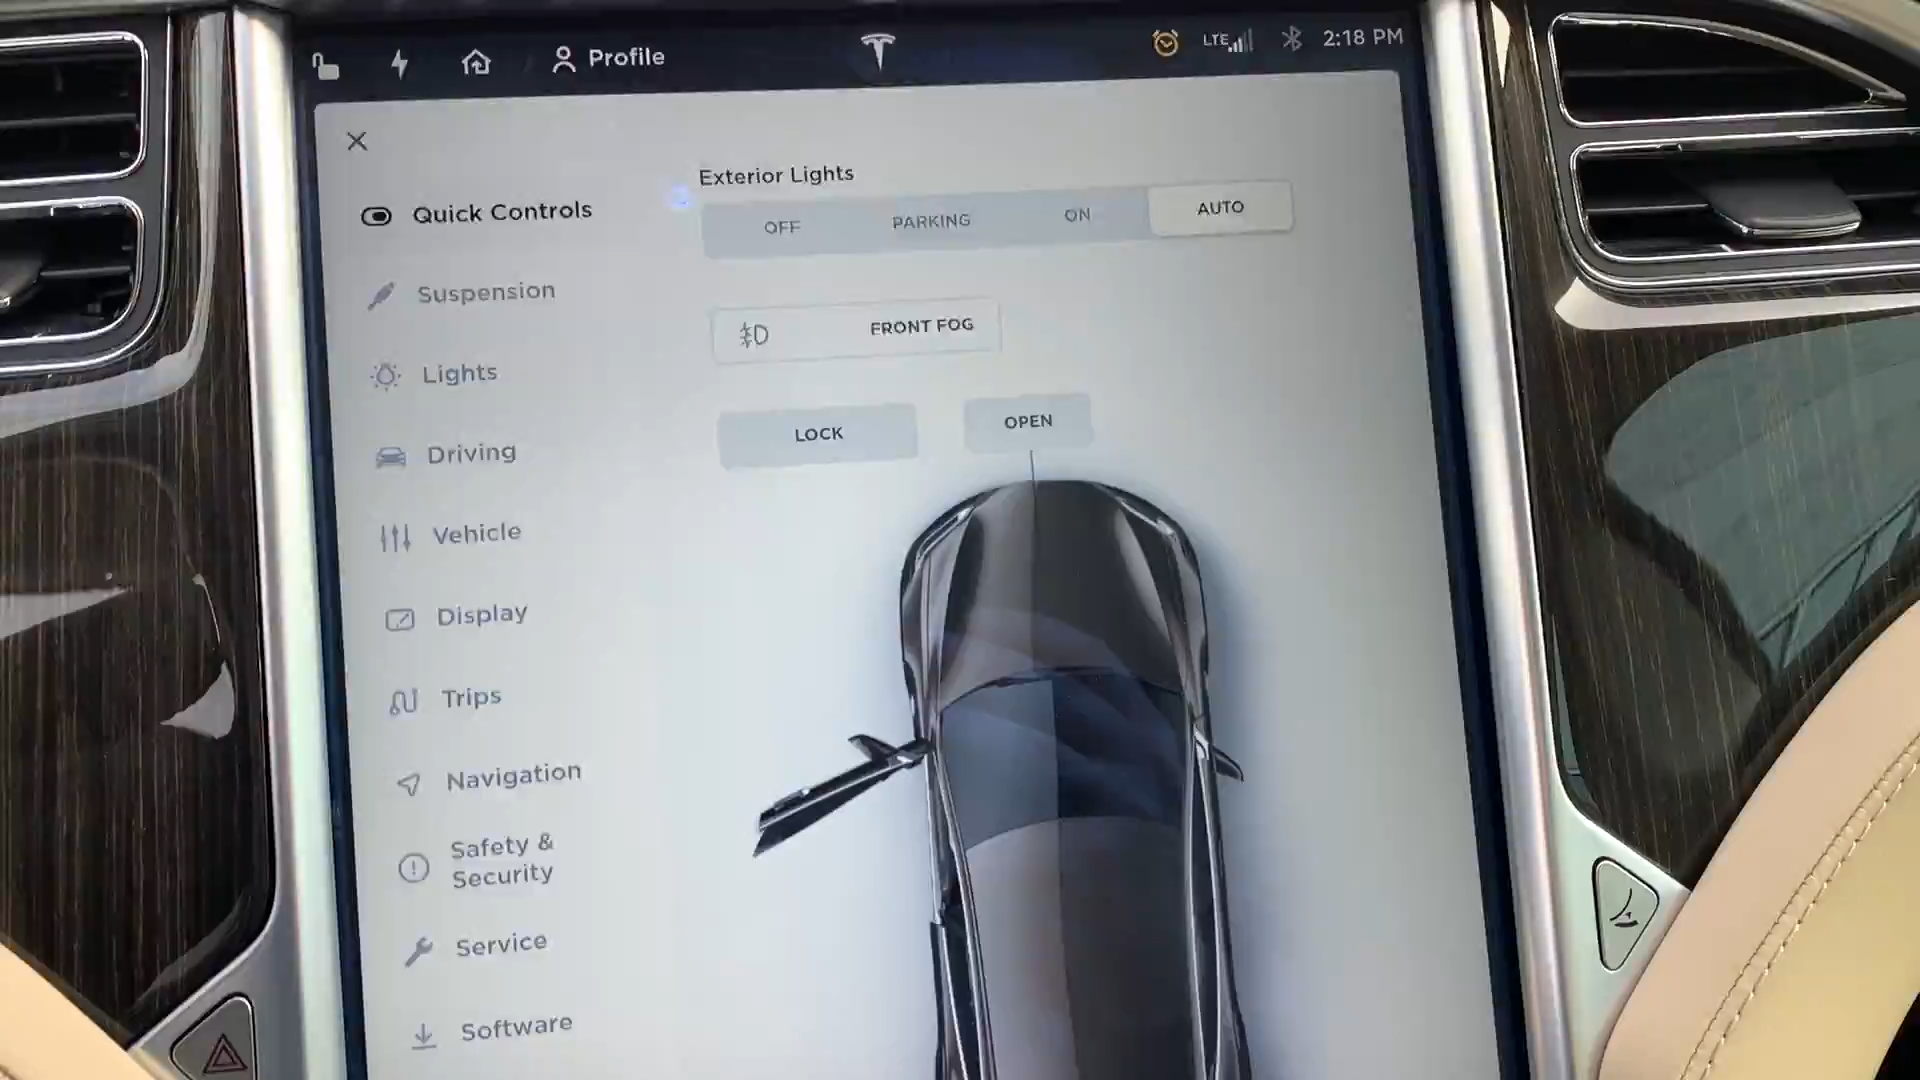 Profile
LTE
2:18 PM
Exterior Lights
OFF
PARKING
ON
AUTO
Quick Controls
Suspension
FRONT FOG
Lights
LOCK
OPEN
Driving
Vehicle
Display
Trips
Navigation
Safety &
Security
Service
Software